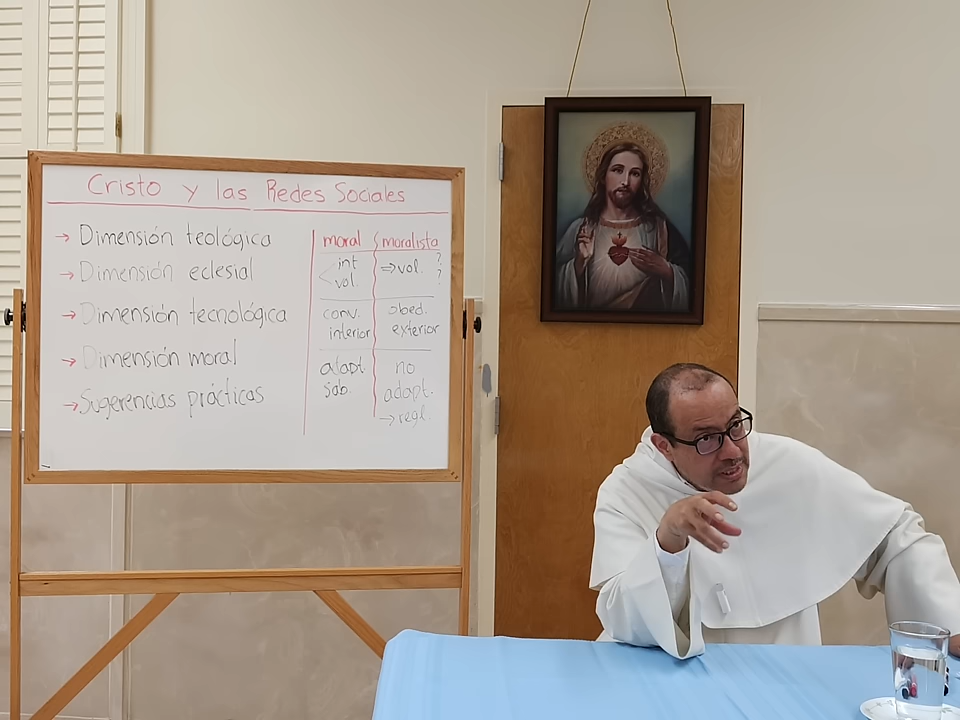 Cristo y las Redes Sociales
→ Dimensión teológica
→ Dimensión eclesial
→ Dimensión tecnológica
→ Dimensión moral
→ Sugerencias prácticas
moral
int
vol.
conv.
interior
adapt.
sab.
moralista
⇒ vol. ?
?
obed.
exterior
no
adapt.
→ regl.